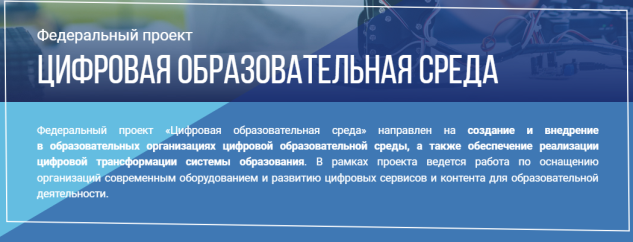 Федеральный проект
ЦИФРОВАЯ ОБРАЗОВАТЕЛЬНАЯ СРЕДА
Федеральный проект «Цифровая образовательная среда» направлен на создание и внедрение
в образовательных организациях цифровой образовательной среды, а также обеспечение реализации
цифровой трансформации системы образования. В рамках проекта ведется работа по оснащению
организаций современным оборудованием и развитию цифровых сервисов и контента для образовательной
деятельности.